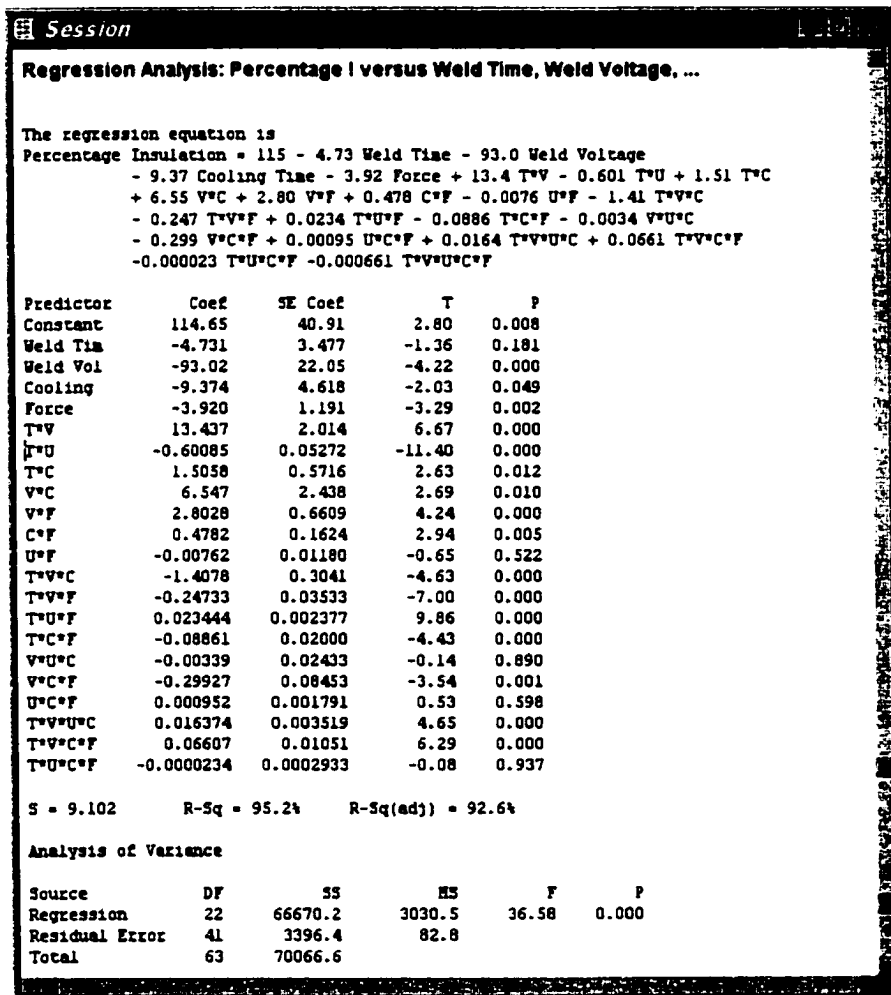 Session
Regression Analysis: Percentage I versus Weld Time, Weld Voltage, ...
The regression equation is
Percentage Insulation = 115 - 4.73 Weld Time - 93.0 Weld Voltage
- 9.37 Cooling Time - 3.92 Force + 13.4 T*V - 0.601 T*U + 1.51 T*C
+ 6.55 V*C + 2.80 V*F + 0.478 C*F - 0.0076 U*F - 1.41 T*V*C
- 0.247 T*V*F + 0.0234 T*U*F - 0.0886 T*C*F - 0.0034 V*U*C
- 0.299 V*C*F + 0.00095 U*C*F + 0.0164 T*V*U*C + 0.0661 T*V*C*F
-0.000023 T*U*C*F -0.000661 T*V*U*C*F
Predictor Coef SE Coef T P
Constant 114.65 40.91 2.80 0.008
Weld Tim -4.731 3.477 -1.36 0.181
Weld Vol -93.02 22.05 -4.22 0.000
Cooling -9.374 4.618 -2.03 0.049
Force -3.920 1.191 -3.29 0.002
T*V 13.437 2.014 6.67 0.000
T*U -0.60085 0.05272 -11.40 0.000
T*C 1.5058 0.5716 2.63 0.012
V*C 6.547 2.438 2.69 0.010
V*F 2.8028 0.6609 4.24 0.000
C*F 0.4782 0.1624 2.94 0.005
U*F -0.00762 0.01180 -0.65 0.522
T*V*C -1.4078 0.3041 -4.63 0.000
T*V*F -0.24733 0.03533 -7.00 0.000
T*U*F 0.023444 0.002377 9.86 0.000
T*C*F -0.08861 0.02000 -4.43 0.000
V*U*C -0.00339 0.02433 -0.14 0.890
V*C*F -0.29927 0.08453 -3.54 0.001
U*C*F 0.000952 0.001791 0.53 0.598
T*V*U*C 0.016374 0.003519 4.65 0.000
T*V*C*F 0.06607 0.01051 6.29 0.000
T*U*C*F -0.0000234 0.0002933 -0.08 0.937
S = 9.102 R-Sq = 95.2% R-Sq(adj) = 92.6%
Analysis of Variance
Source DF SS MS F P
Regression 22 66670.2 3030.5 36.58 0.000
Residual Error 41 3396.4 82.8
Total 63 70066.6